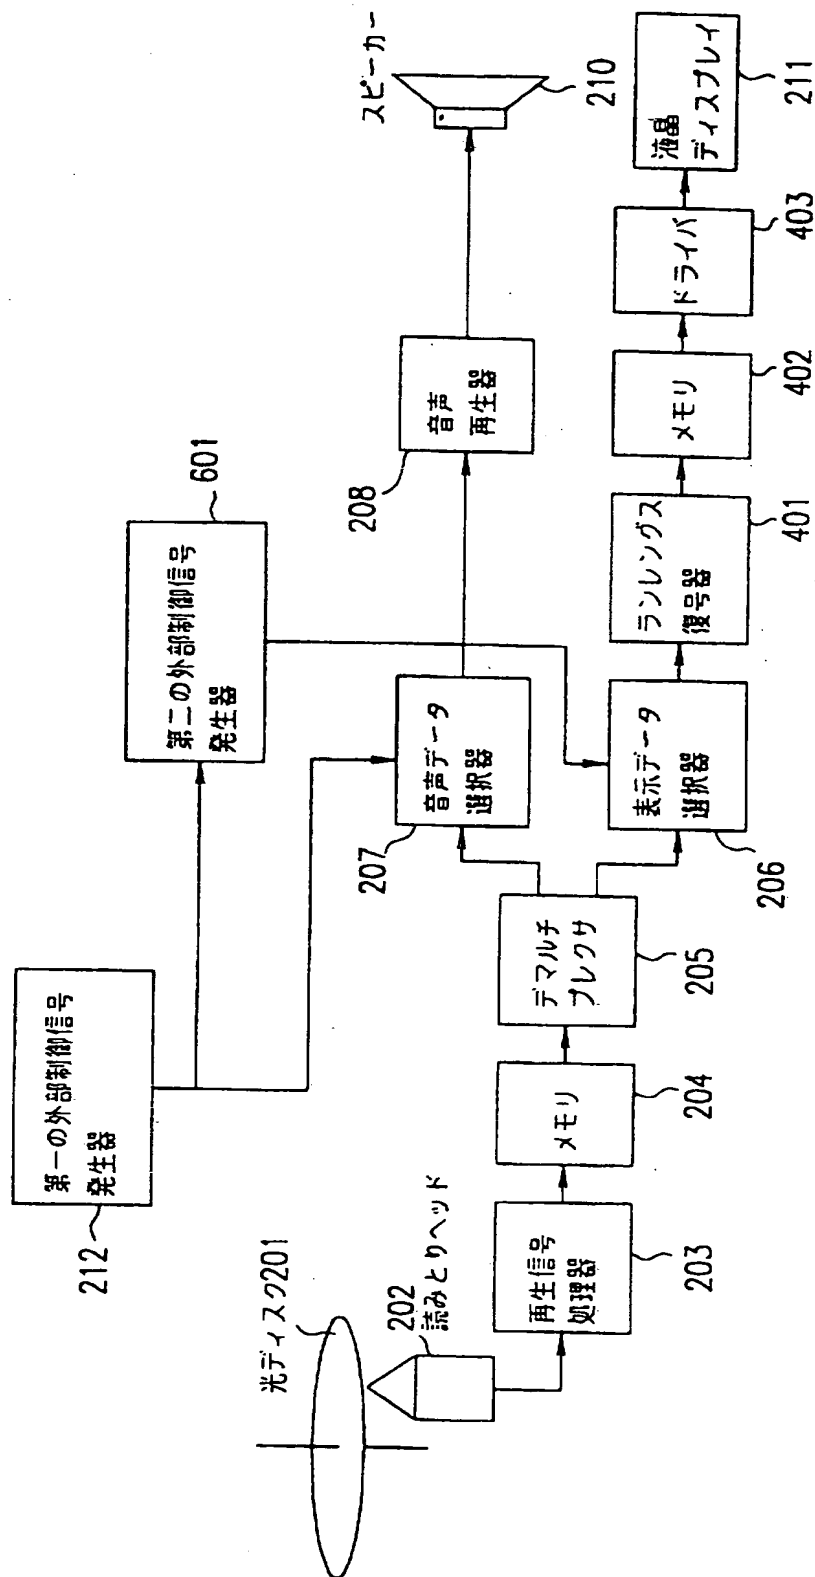 第一の外部制御信号
発生器
212
第二の外部制御信号
発生器
601
光ディスク201
202
読みとりヘッド
再生信号
処理器
203
メモリ
204
デマルチ
プレクサ
205
音声データ
選択器
207
音声
再生器
208
スピーカー
210
表示データ
選択器
206
ランレングス
復号器
401
メモリ
402
ドライバ
403
液晶
ディスプレイ
211